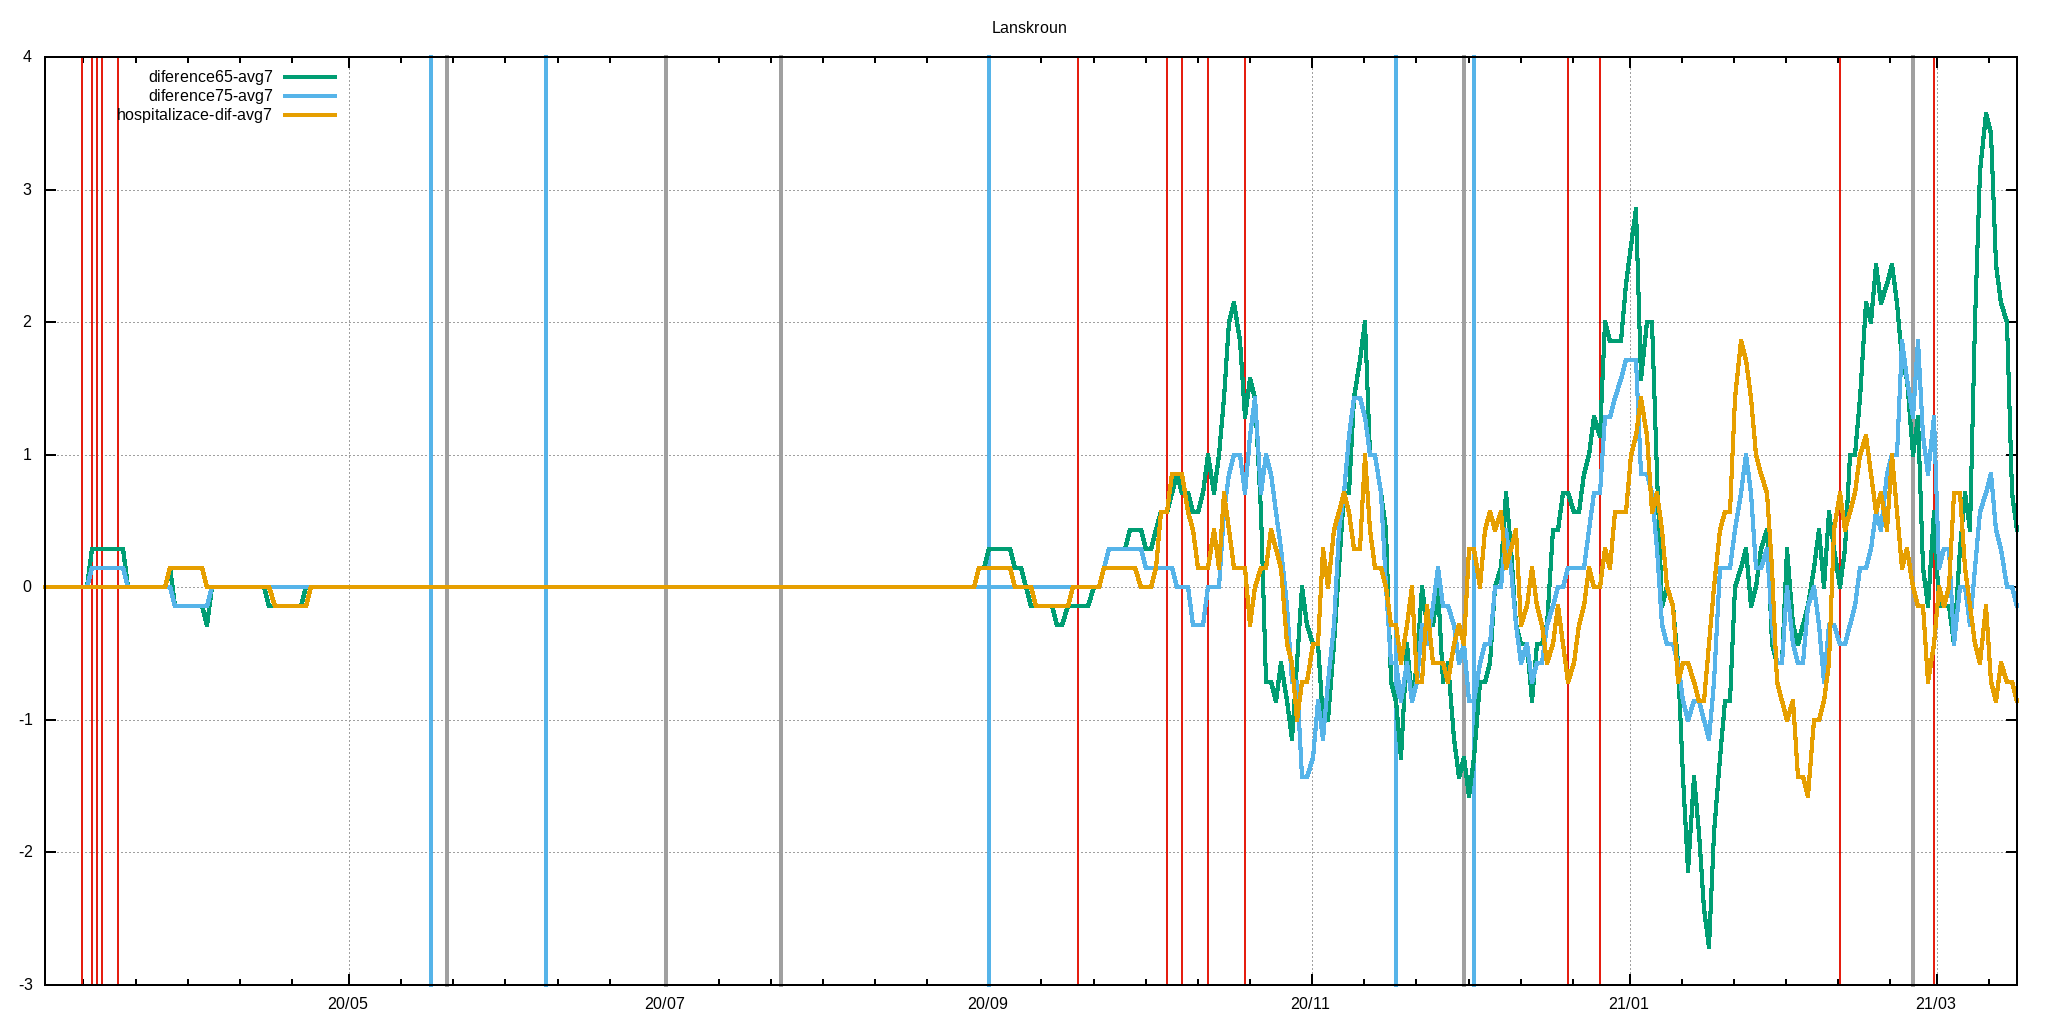 Lanskroun
4
diference65-avg7
diference75-avg7
hospitalizace-dif-avg7
3
2
1
0
-1
-2
-3
20/05 20/07 20/09 20/11 21/01 21/03